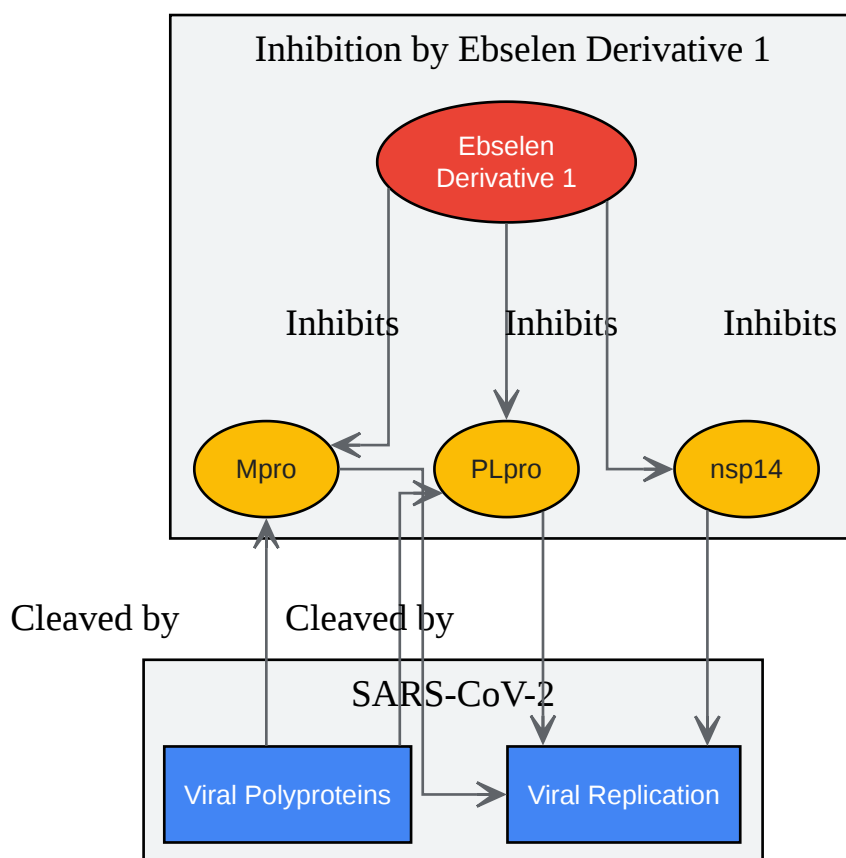 Inhibition by Ebselen Derivative 1
Ebselen
Derivative 1
Inhibits
Inhibits
Inhibits
Mpro
PLpro
nsp14
Cleaved by
Cleaved by
SARS-CoV-2
Viral Polyproteins
Viral Replication